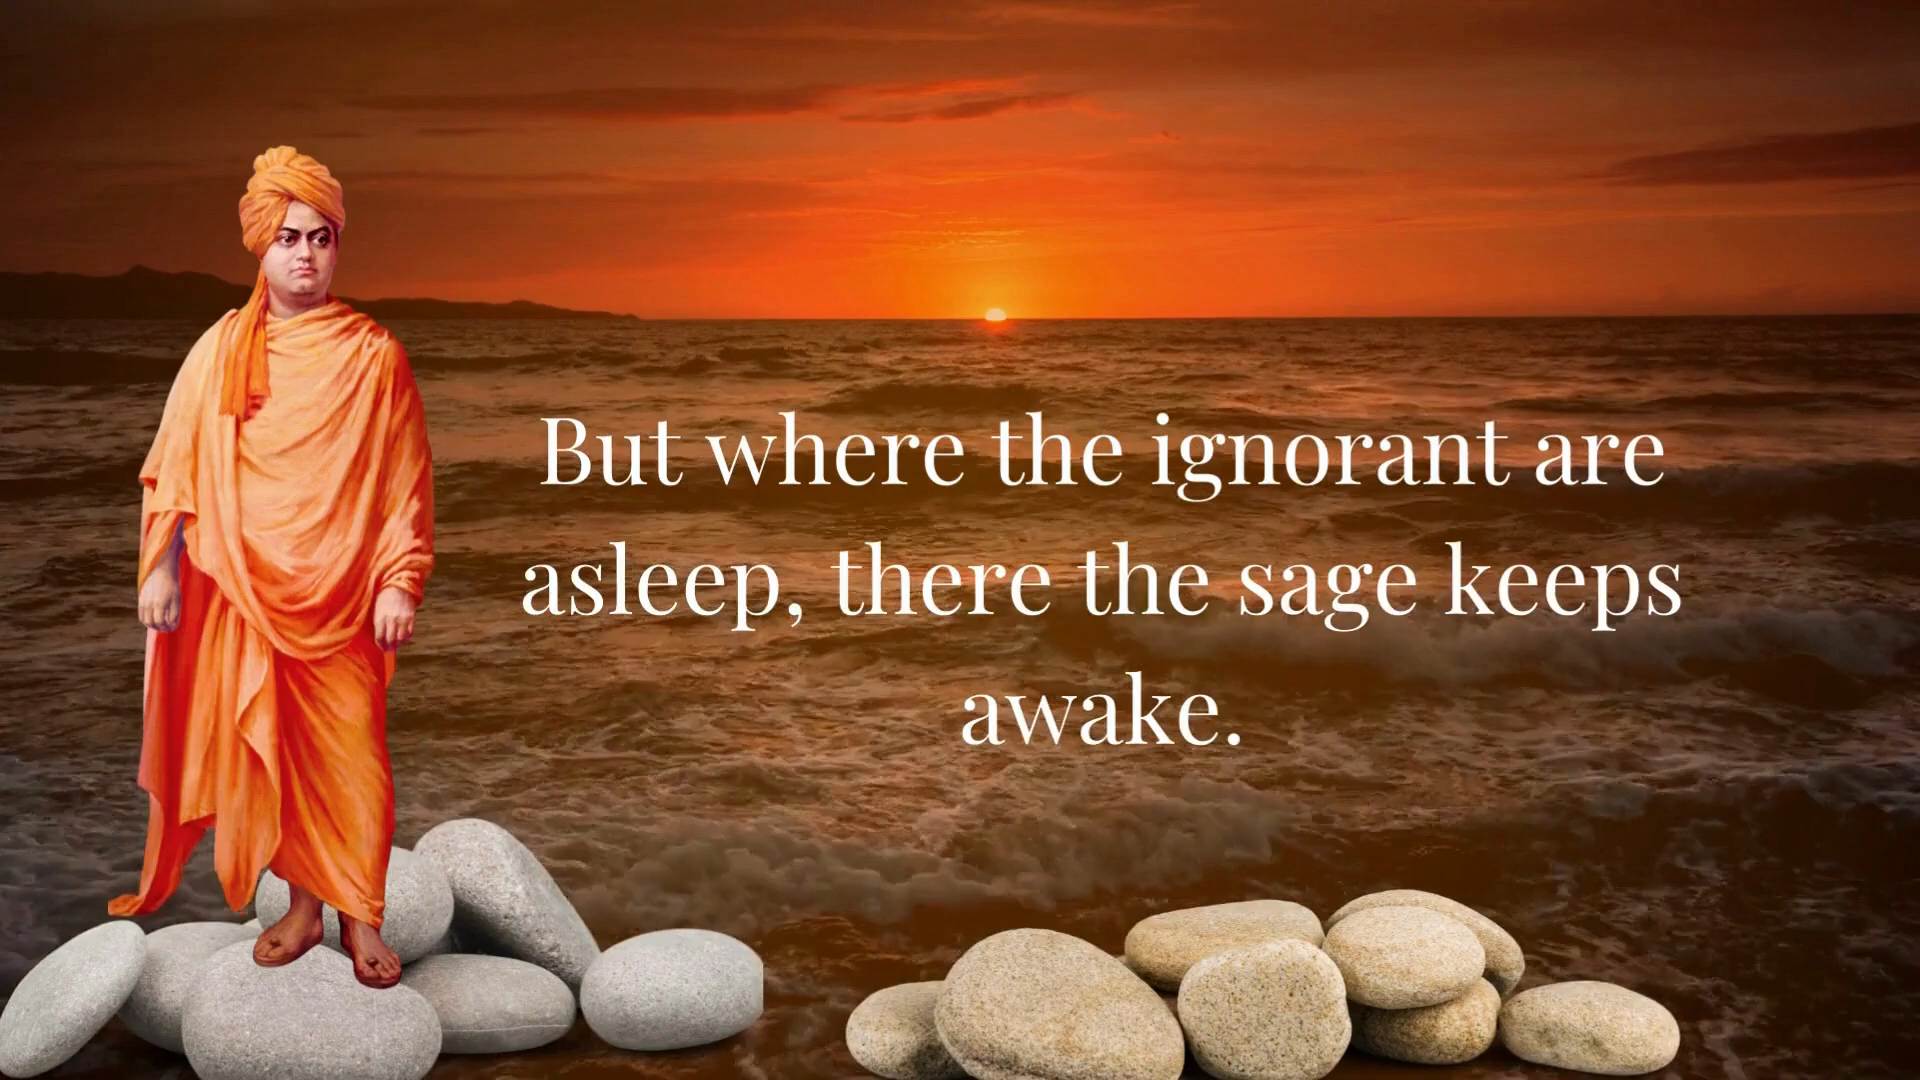 But where the ignorant are
asleep, there the sage keeps
awake.